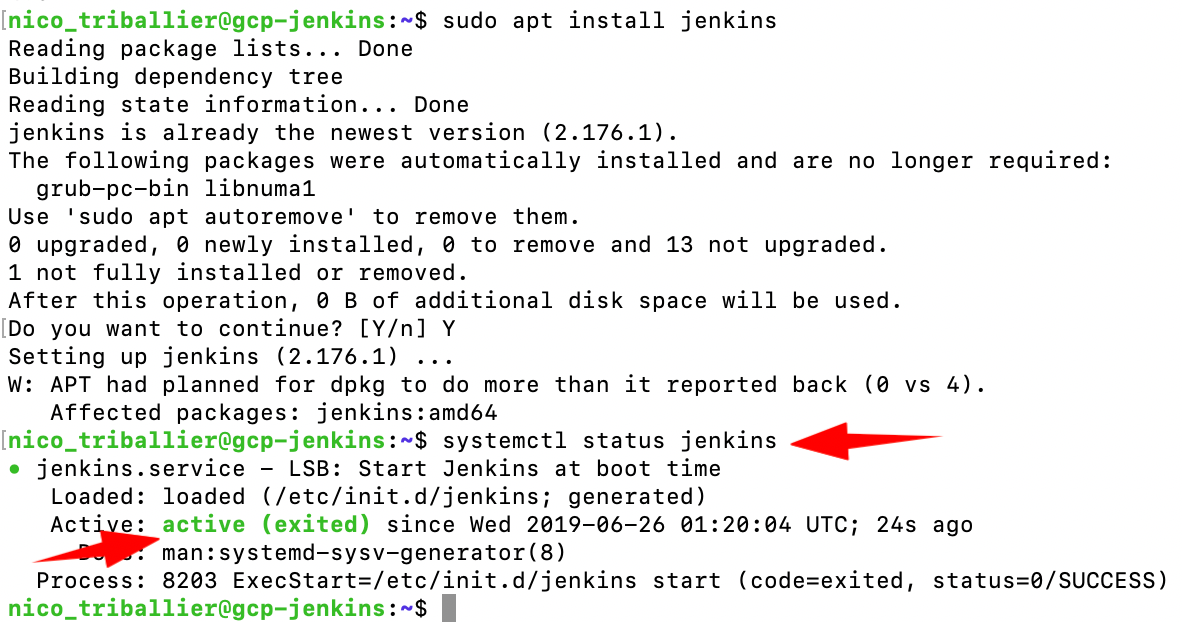 nico_triballier@gcp-jenkins:~$ sudo apt install jenkins
Reading package lists... Done
Building dependency tree
Reading state information... Done
jenkins is already the newest version (2.176.1).
The following packages were automatically installed and are no longer required:
  grub-pc-bin libnuma1
Use 'sudo apt autoremove' to remove them.
0 upgraded, 0 newly installed, 0 to remove and 13 not upgraded.
1 not fully installed or removed.
After this operation, 0 B of additional disk space will be used.
Do you want to continue? [Y/n] Y
Setting up jenkins (2.176.1) ...
W: APT had planned for dpkg to do more than it reported back (0 vs 4).
   Affected packages: jenkins:amd64
nico_triballier@gcp-jenkins:~$ systemctl status jenkins
● jenkins.service - LSB: Start Jenkins at boot time
   Loaded: loaded (/etc/init.d/jenkins; generated)
   Active: active (exited) since Wed 2019-06-26 01:20:04 UTC; 24s ago
     Docs: man:systemd-sysv-generator(8)
  Process: 8203 ExecStart=/etc/init.d/jenkins start (code=exited, status=0/SUCCESS)
nico_triballier@gcp-jenkins:~$